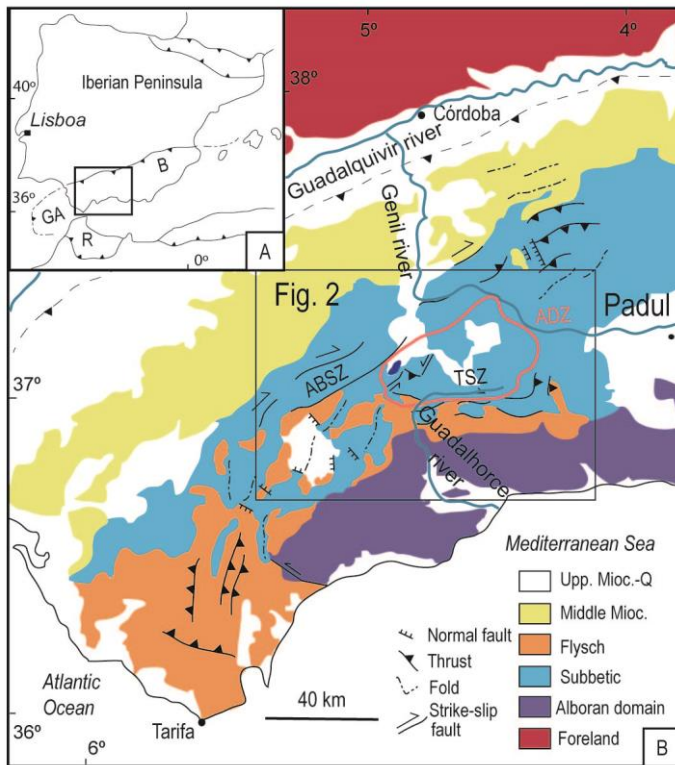 5º
4º
40º
Iberian Peninsula
Lisboa
B
36º
GA
R
0º
A
38º
Córdoba
Guadalquivir river
Genil river
Fig. 2
Padul
ADZ
37º
ABSZ
TSZ
Guadalhorce
river
Mediterranean Sea
Upp. Mioc.-Q
Middle Mioc.
Flysch
Subbetic
Alboran domain
Foreland
Normal fault
Thrust
Fold
Strike-slip
fault
40 km
Atlantic
Ocean
36º
Tarifa
6º
B